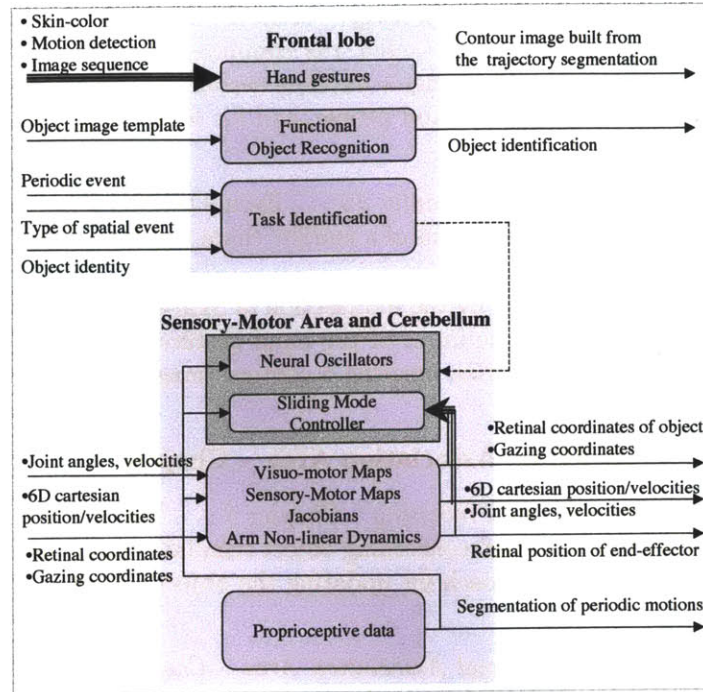 • Skin-color
• Motion detection
• Image sequence
Frontal lobe
Hand gestures
Contour image built from
the trajectory segmentation
Object image template
Functional
Object Recognition
Object identification
Periodic event
Type of spatial event
Object identity
Task Identification
Sensory-Motor Area and Cerebellum
Neural Oscillators
Sliding Mode
Controller
•Joint angles, velocities
•6D cartesian
position/velocities
•Retinal coordinates
•Gazing coordinates
Visuo-motor Maps
Sensory-Motor Maps
Jacobians
Arm Non-linear Dynamics
•Retinal coordinates of object
•Gazing coordinates
•6D cartesian position/velocities
•Joint angles, velocities
Retinal position of end-effector
Proprioceptive data
Segmentation of periodic motions